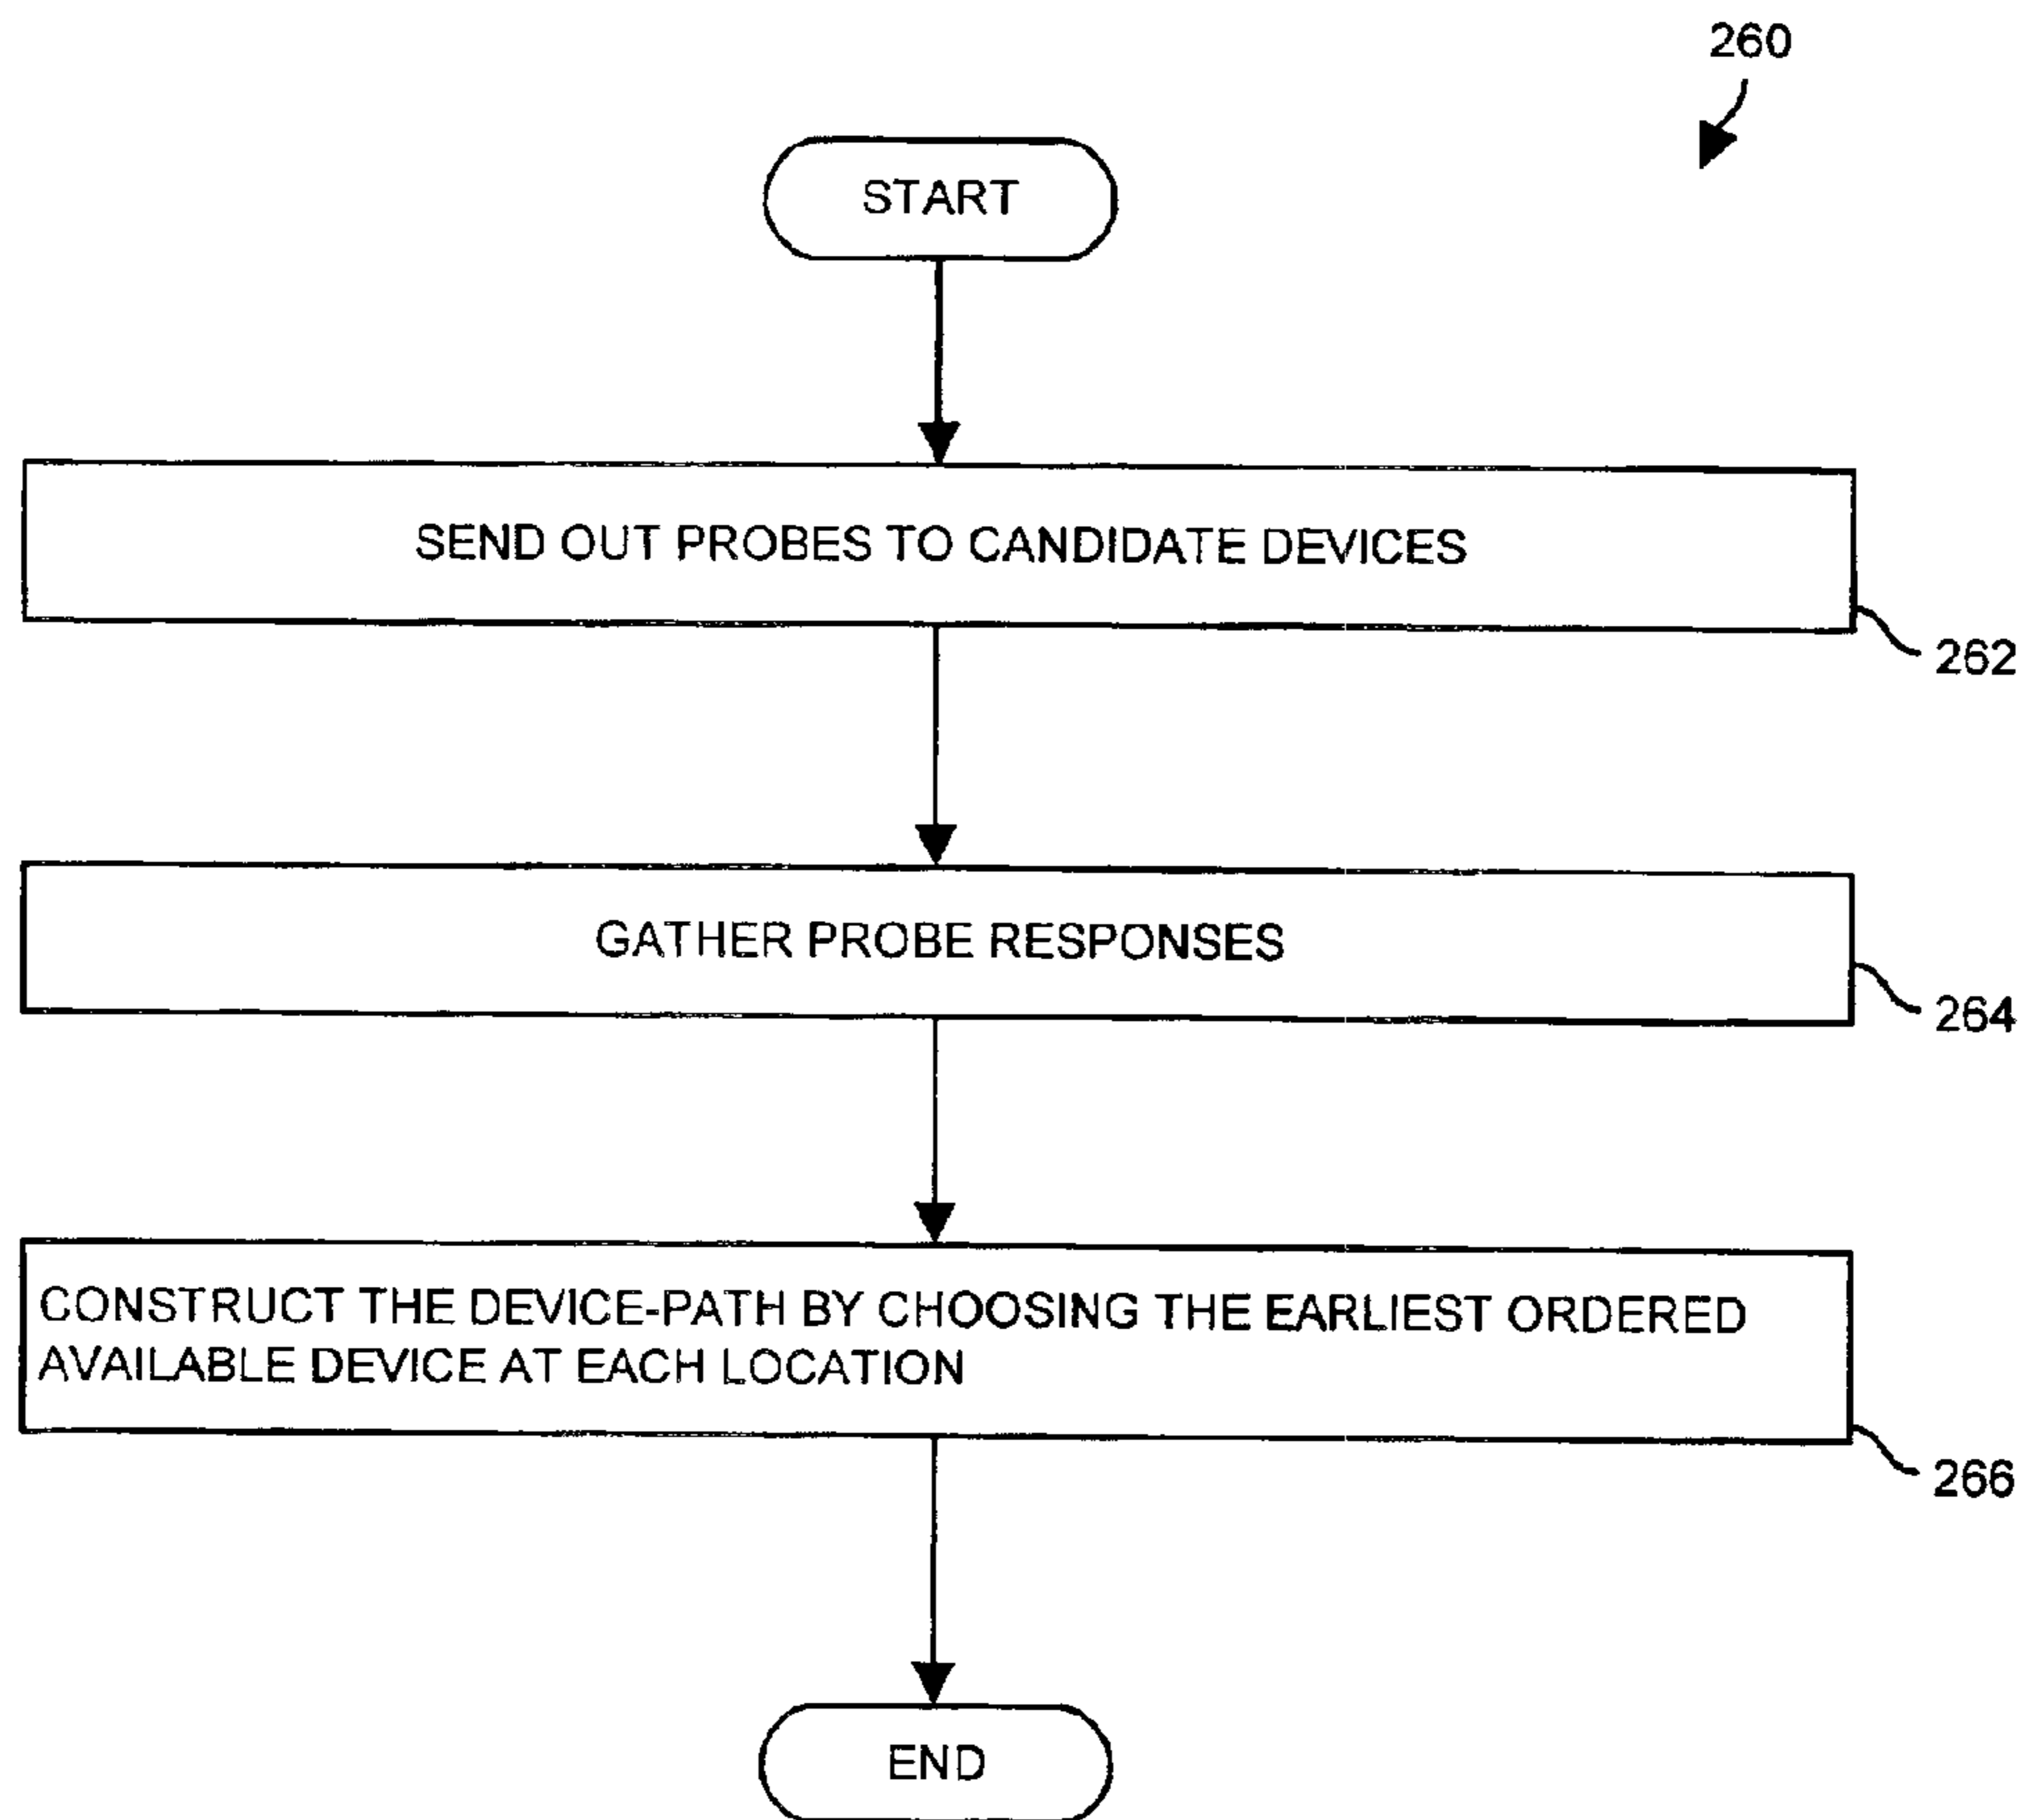 260
START
SEND OUT PROBES TO CANDIDATE DEVICES
262
GATHER PROBE RESPONSES
264
CONSTRUCT THE DEVICE-PATH BY CHOOSING THE EARLIEST ORDERED
AVAILABLE DEVICE AT EACH LOCATION
266
END